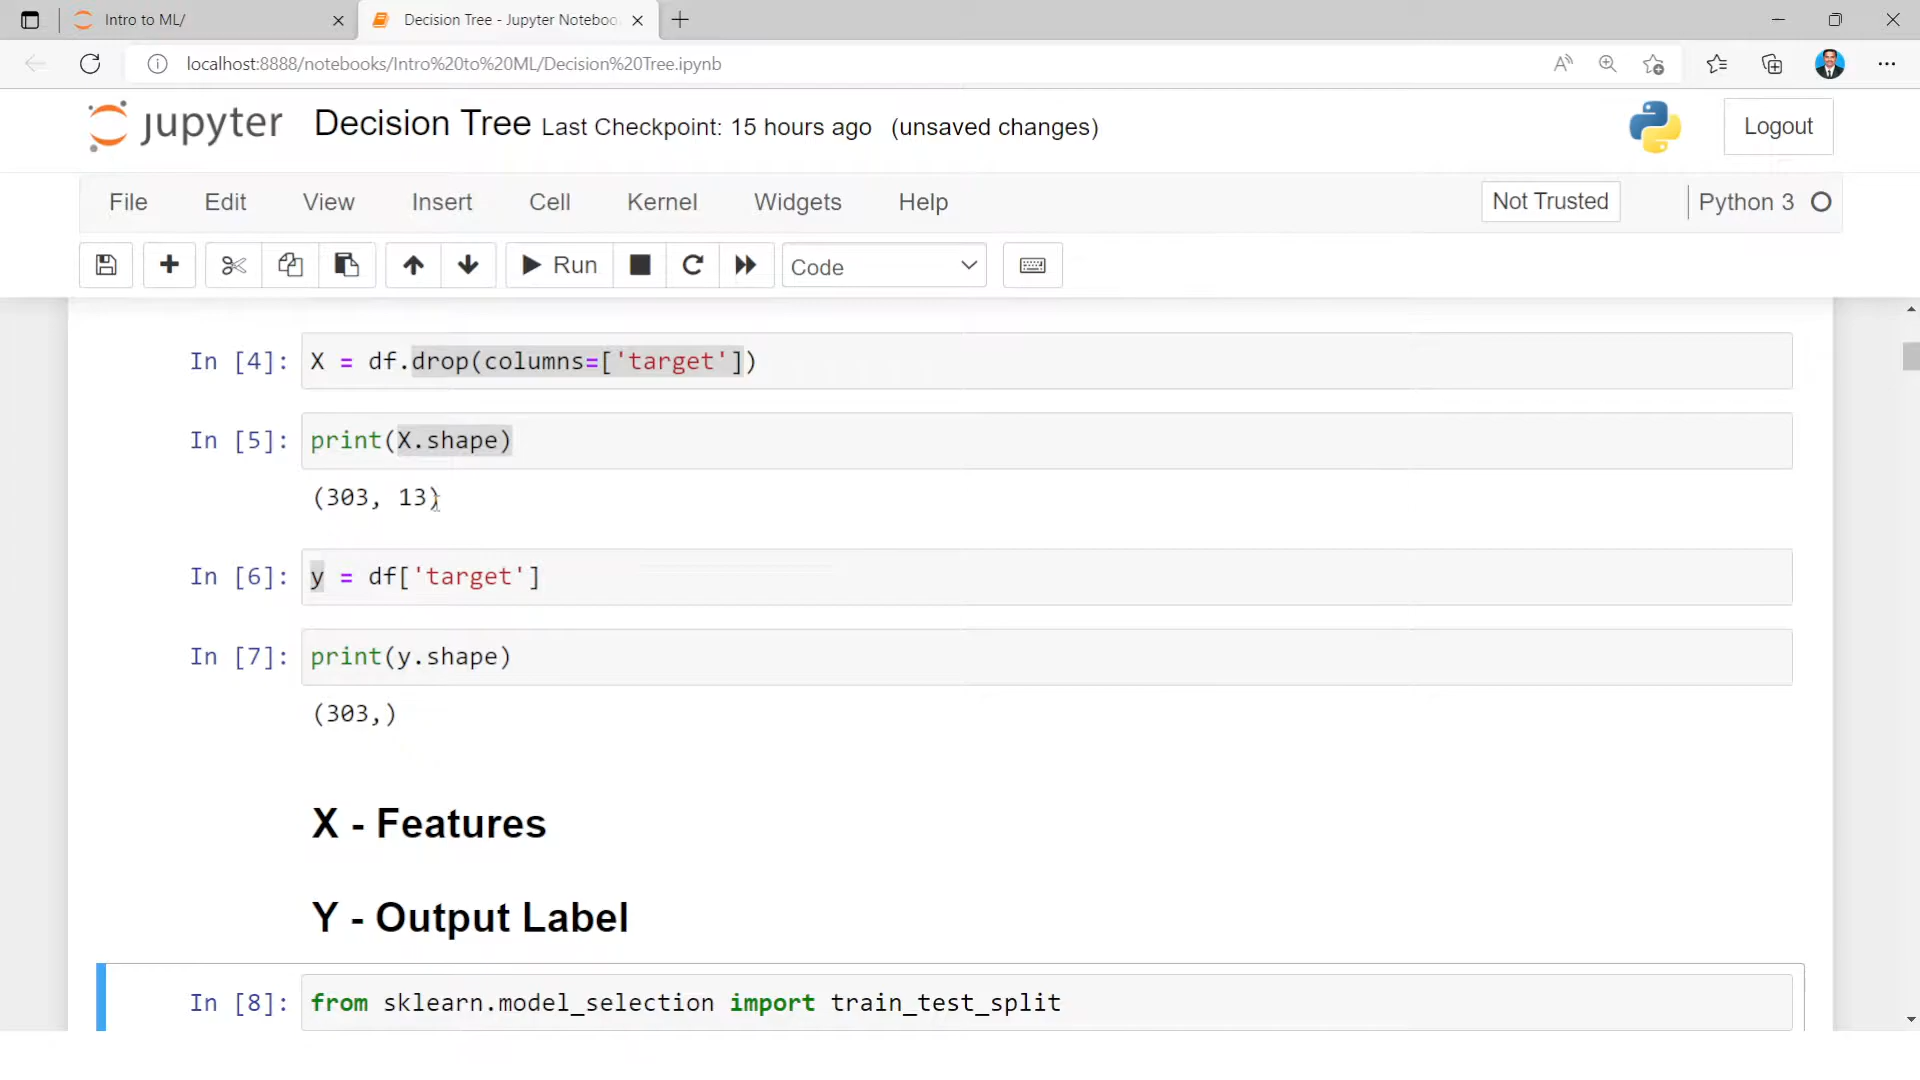 Intro to ML/
Decision Tree - Jupyter Noteboo
localhost:8888/notebooks/Intro%20to%20ML/Decision%20Tree.ipynb
jupyter Decision Tree Last Checkpoint: 15 hours ago (unsaved changes)
Logout
File Edit View Insert Cell Kernel Widgets Help
Not Trusted
Python 3
Run
Code
In [4]: X = df.drop(columns=['target'])
In [5]: print(X.shape)
(303, 13)
In [6]: y = df['target']
In [7]: print(y.shape)
(303,)
X - Features
Y - Output Label
In [8]: from sklearn.model_selection import train_test_split